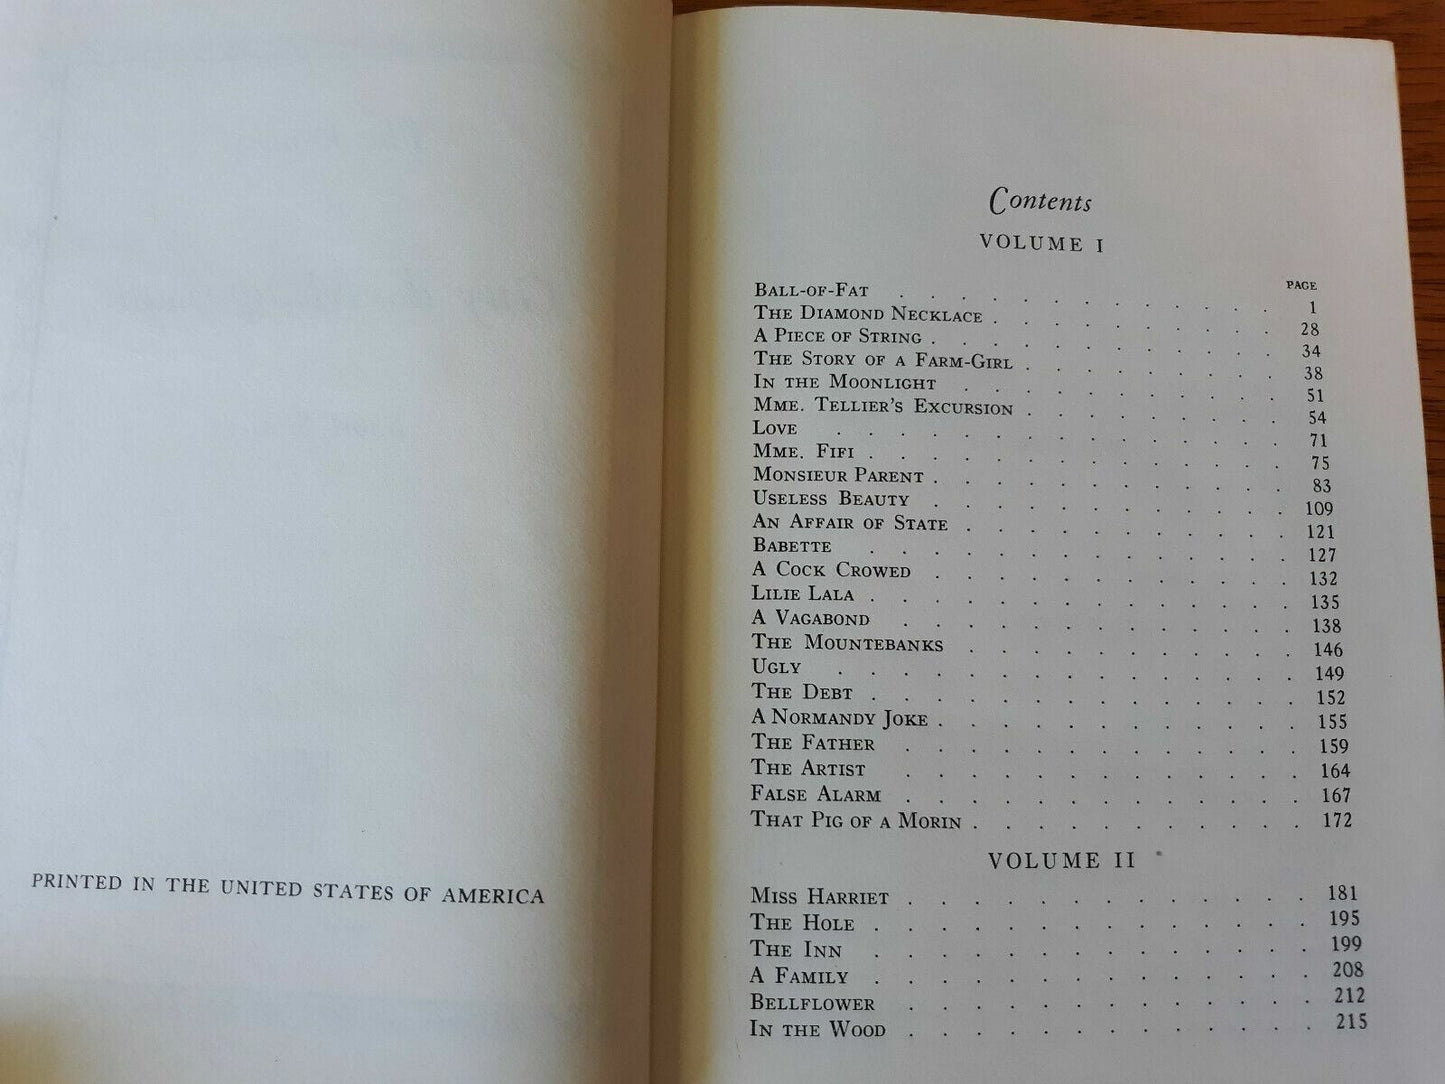 PRINTED IN THE UNITED STATES OF AMERICA
Contents
VOLUME I
PAGE
BALL-OF-FAT . . . . . . . . . . . . 1
THE DIAMOND NECKLACE . . . . . . . . . 28
A PIECE OF STRING . . . . . . . . . . . 34
THE STORY OF A FARM-GIRL . . . . . . . . 38
IN THE MOONLIGHT . . . . . . . . . . 51
MME. TELLIER'S EXCURSION . . . . . . . . 54
LOVE . . . . . . . . . . . . . . 71
MME. FIFI . . . . . . . . . . . . . 75
MONSIEUR PARENT . . . . . . . . . . . 83
USELESS BEAUTY . . . . . . . . . . . 109
AN AFFAIR OF STATE . . . . . . . . . . 121
BABETTE . . . . . . . . . . . . . 127
A COCK CROWED . . . . . . . . . . . 132
LILIE LALA . . . . . . . . . . . . . 135
A VAGABOND . . . . . . . . . . . . 138
THE MOUNTEBANKS . . . . . . . . . . 146
UGLY . . . . . . . . . . . . . . 149
THE DEBT . . . . . . . . . . . . . 152
A NORMANDY JOKE . . . . . . . . . . . 155
THE FATHER . . . . . . . . . . . . 159
THE ARTIST . . . . . . . . . . . . 164
FALSE ALARM . . . . . . . . . . . . 167
THAT PIG OF A MORIN . . . . . . . . . . 172
VOLUME II
MISS HARRIET . . . . . . . . . . . . 181
THE HOLE . . . . . . . . . . . . . 195
THE INN . . . . . . . . . . . . . 199
A FAMILY . . . . . . . . . . . . . 208
BELLFLOWER . . . . . . . . . . . . 212
IN THE WOOD . . . . . . . . . . . . 215